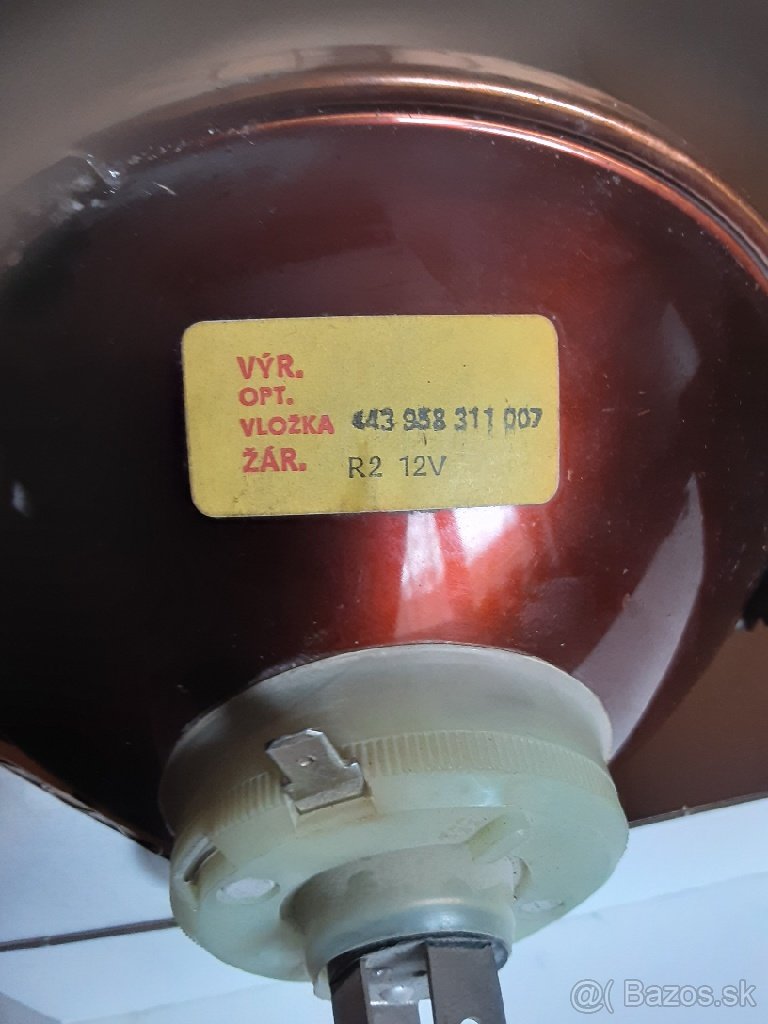 VÝR.
OPT.
VLOŽKA 443 958 311 007
ŽÁR. R2 12V
@( Bazos.sk